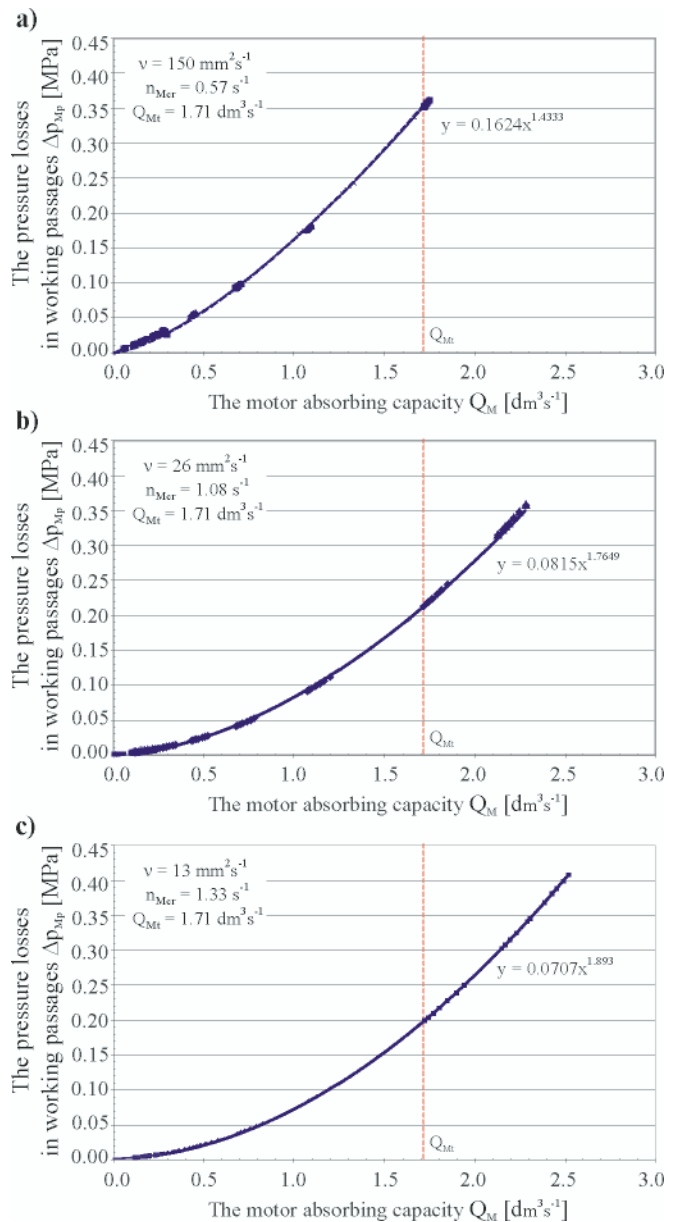 a)
The pressure losses
in working passages Δp_Mp [MPa]
0.45
0.40
0.35
0.30
0.25
0.20
0.15
0.10
0.05
0.00
ν = 150 mm²s⁻¹
n_Mcr = 0.57 s⁻¹
Q_Mt = 1.71 dm³s⁻¹
y = 0.1624x^1.4333
Q_Mt
0.0 0.5 1.0 1.5 2.0 2.5 3.0
The motor absorbing capacity Q_M [dm³s⁻¹]
b)
The pressure losses
in working passages Δp_Mp [MPa]
0.45
0.40
0.35
0.30
0.25
0.20
0.15
0.10
0.05
0.00
ν = 26 mm²s⁻¹
n_Mcr = 1.08 s⁻¹
Q_Mt = 1.71 dm³s⁻¹
y = 0.0815x^1.7649
Q_Mt
0.0 0.5 1.0 1.5 2.0 2.5 3.0
The motor absorbing capacity Q_M [dm³s⁻¹]
c)
The pressure losses
in working passages Δp_Mp [MPa]
0.45
0.40
0.35
0.30
0.25
0.20
0.15
0.10
0.05
0.00
ν = 13 mm²s⁻¹
n_Mcr = 1.33 s⁻¹
Q_Mt = 1.71 dm³s⁻¹
y = 0.0707x^1.893
Q_Mt
0.0 0.5 1.0 1.5 2.0 2.5 3.0
The motor absorbing capacity Q_M [dm³s⁻¹]